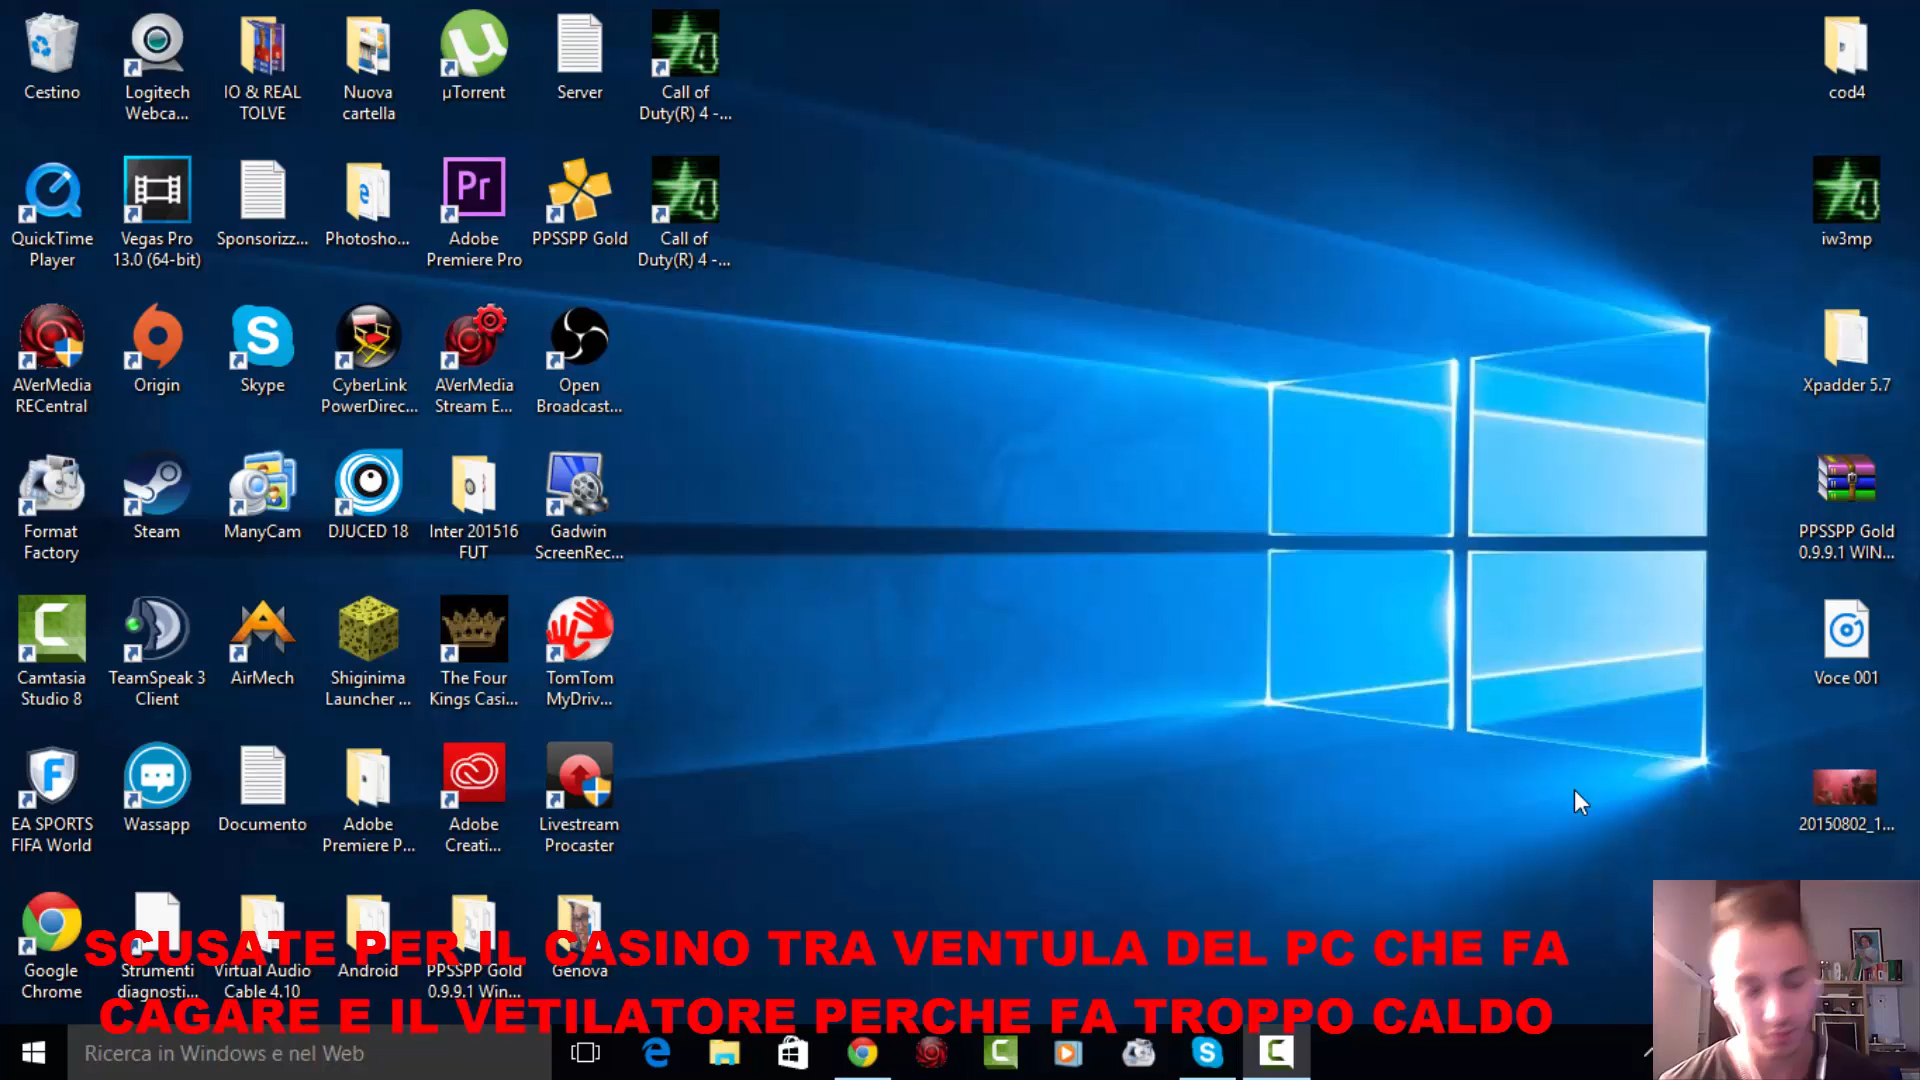 Cestino
Logitech
Webca...
IO & REAL
TOLVE
Nuova
cartella
µTorrent
Server
Call of
Duty(R) 4 -...
cod4
QuickTime
Player
Vegas Pro
13.0 (64-bit)
Sponsorizz...
Photosho...
Pr
Adobe
Premiere Pro
PPSSPP Gold
Call of
Duty(R) 4 -...
iw3mp
AVerMedia
RECentral
Origin
Skype
CyberLink
PowerDirec...
AVerMedia
Stream E...
Open
Broadcast...
Xpadder 5.7
Format
Factory
Steam
ManyCam
DJUCED 18
Inter 201516
FUT
Gadwin
ScreenRec...
PPSSPP Gold
0.9.9.1 WIN...
Camtasia
Studio 8
TeamSpeak 3
Client
AirMech
Shiginima
Launcher ...
The Four
Kings Casi...
TomTom
MyDriv...
Voce 001
EA SPORTS
FIFA World
Wassapp
Documento
Adobe
Premiere P...
Adobe
Creati...
Livestream
Procaster
20150802_1...
Google
Chrome
Strumenti
diagnosti...
Virtual Audio
Cable 4.10
Android
PPSSPP Gold
0.9.9.1 Win...
Genova
SCUSATE PER IL CASINO TRA VENTULA DEL PC CHE FA
CAGARE E IL VETILATORE PERCHE FA TROPPO CALDO
Ricerca in Windows e nel Web